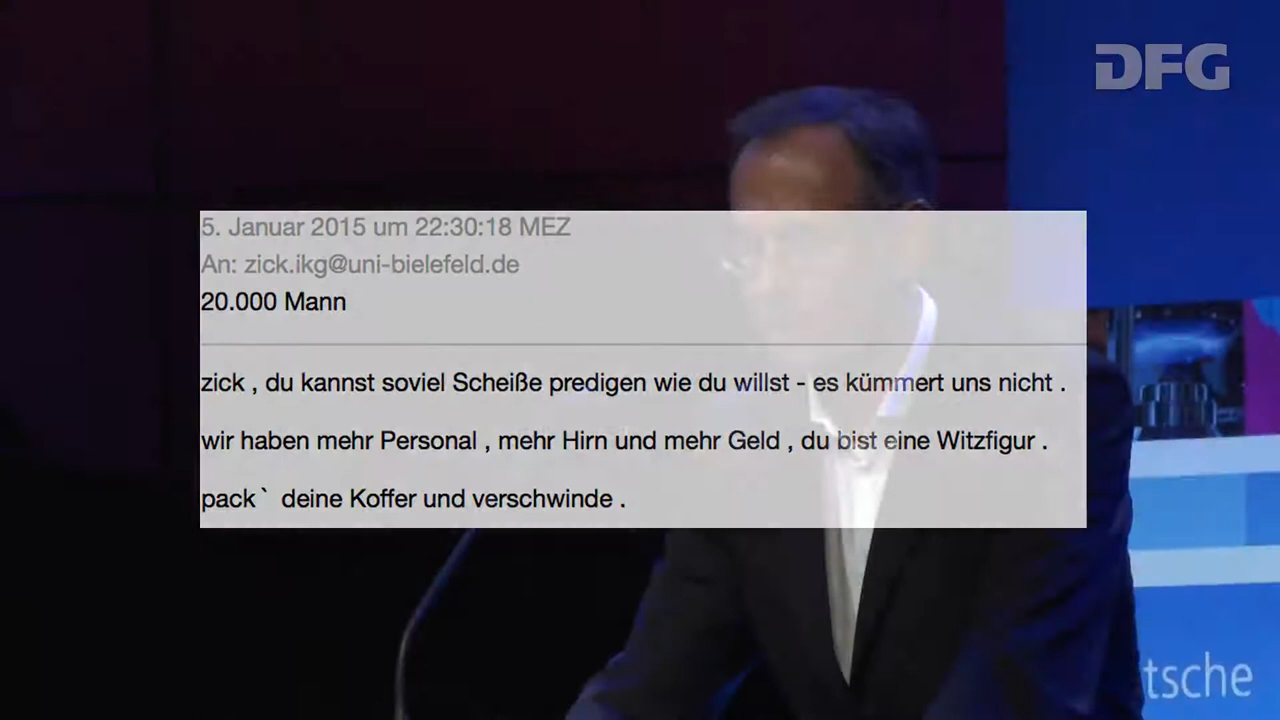 DFG
5. Januar 2015 um 22:30:18 MEZ
An: zick.ikg@uni-bielefeld.de
20.000 Mann
zick , du kannst soviel Scheiße predigen wie du willst - es kümmert uns nicht .
wir haben mehr Personal , mehr Hirn und mehr Geld , du bist eine Witzfigur .
pack` deine Koffer und verschwinde .
tsche